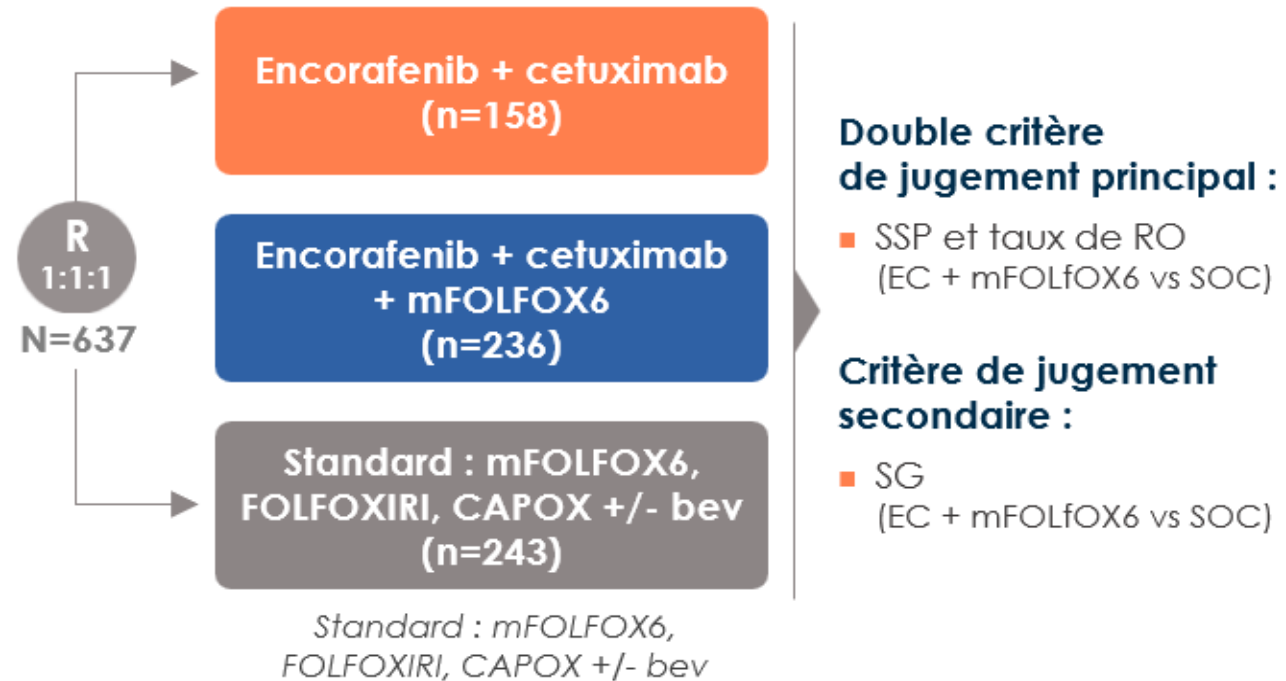 Encorafenib + cetuximab
(n=158)
R
1:1:1
N=637
Encorafenib + cetuximab
+ mFOLFOX6
(n=236)
Standard : mFOLFOX6,
FOLFOXIRI, CAPOX +/- bev
(n=243)
Standard : mFOLFOX6,
FOLFOXIRI, CAPOX +/- bev
Double critère
de jugement principal :
▪ SSP et taux de RO
(EC + mFOLfOX6 vs SOC)
Critère de jugement
secondaire :
▪ SG
(EC + mFOLfOX6 vs SOC)